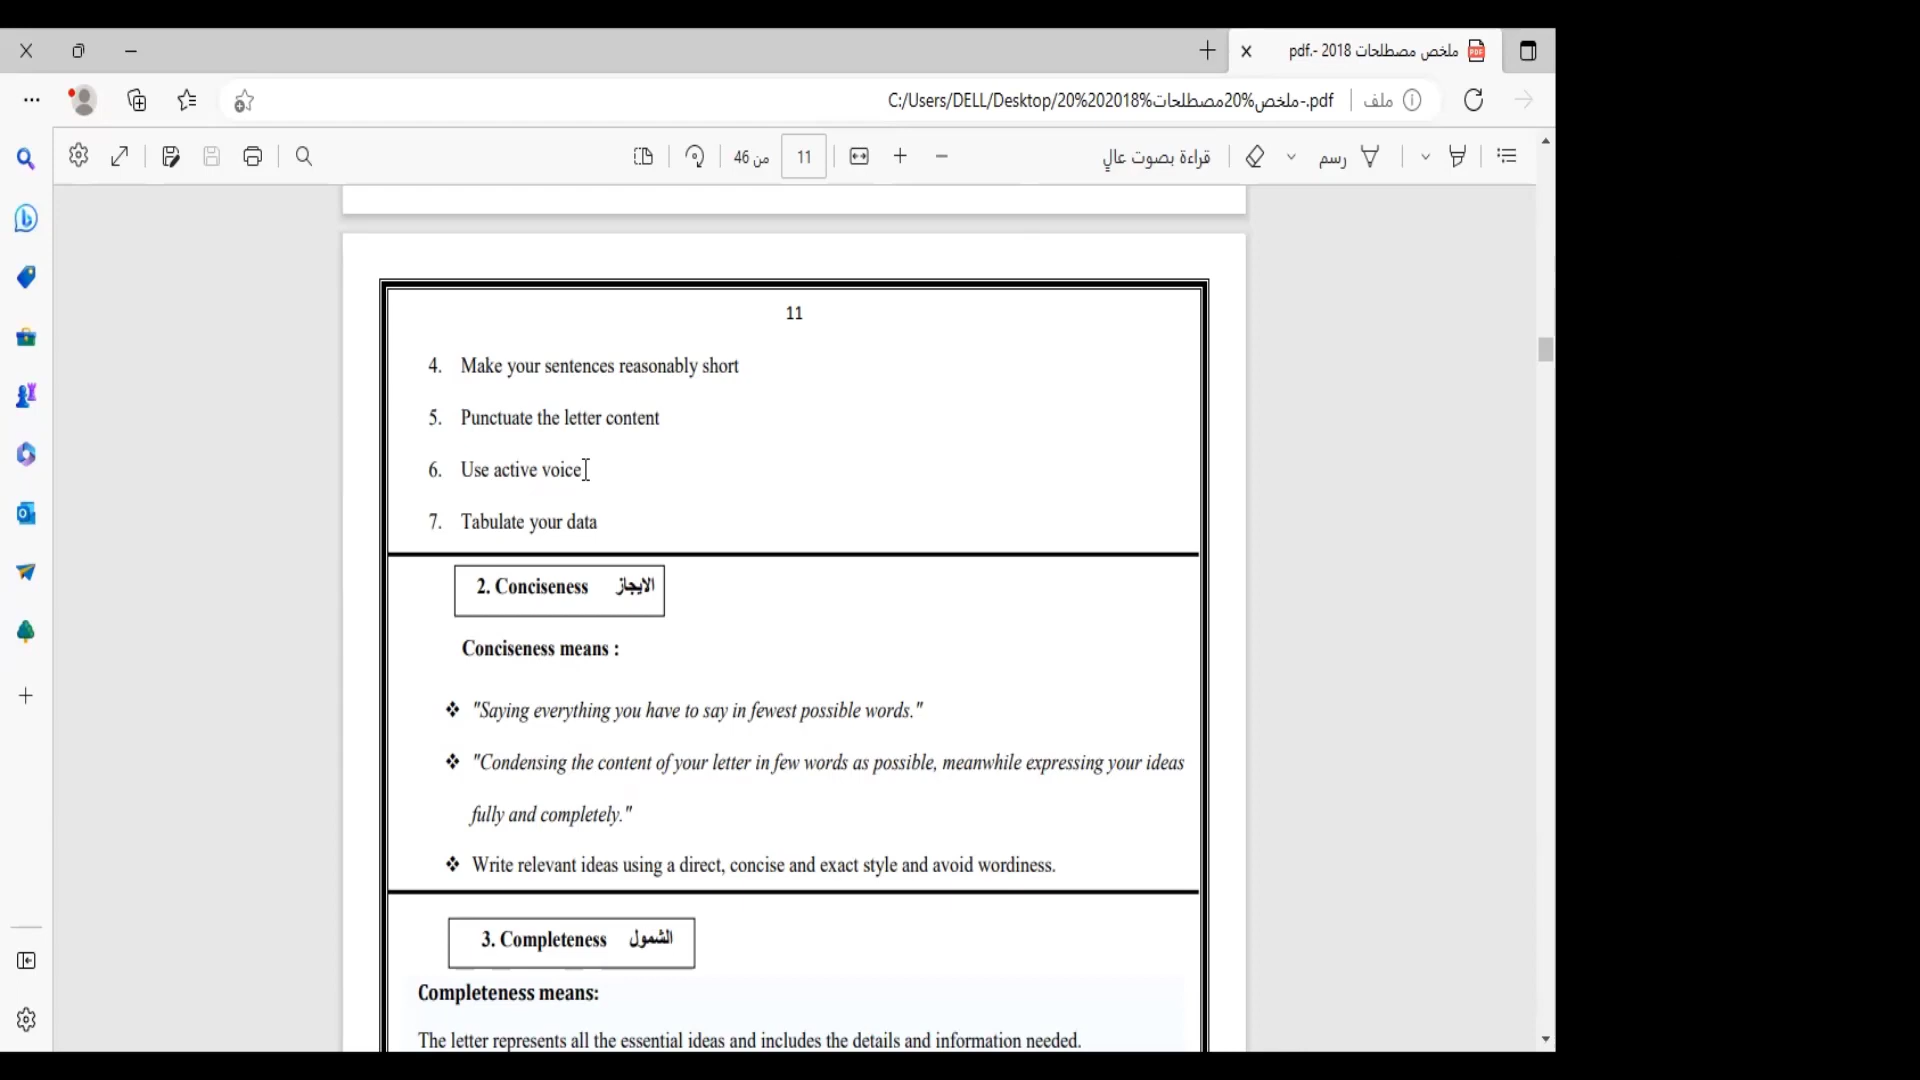 ملخص مصطلحات 2018 -.pdf
C:/Users/DELL/Desktop/20%202018%ملخص%20مصطلحات-.pdf
ملف
من 46
11
قراءة بصوت عالٍ
رسم
11
4. Make your sentences reasonably short
5. Punctuate the letter content
6. Use active voice
7. Tabulate your data
2. Conciseness الايجاز
Conciseness means :
❖ "Saying everything you have to say in fewest possible words."
❖ "Condensing the content of your letter in few words as possible, meanwhile expressing your ideas
fully and completely."
❖ Write relevant ideas using a direct, concise and exact style and avoid wordiness.
3. Completeness الشمول
Completeness means:
The letter represents all the essential ideas and includes the details and information needed.